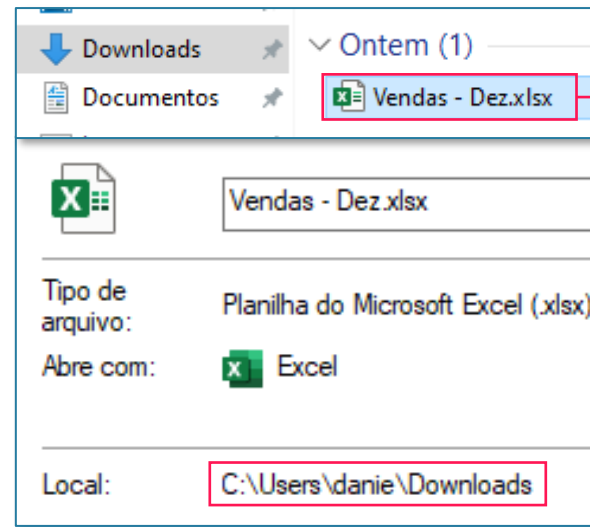 Downloads
Ontem (1)
Documentos
Vendas - Dez.xlsx
Vendas - Dez.xlsx
Tipo de
arquivo:
Planilha do Microsoft Excel (.xlsx)
Abre com:
Excel
Local:
C:\Users\danie\Downloads